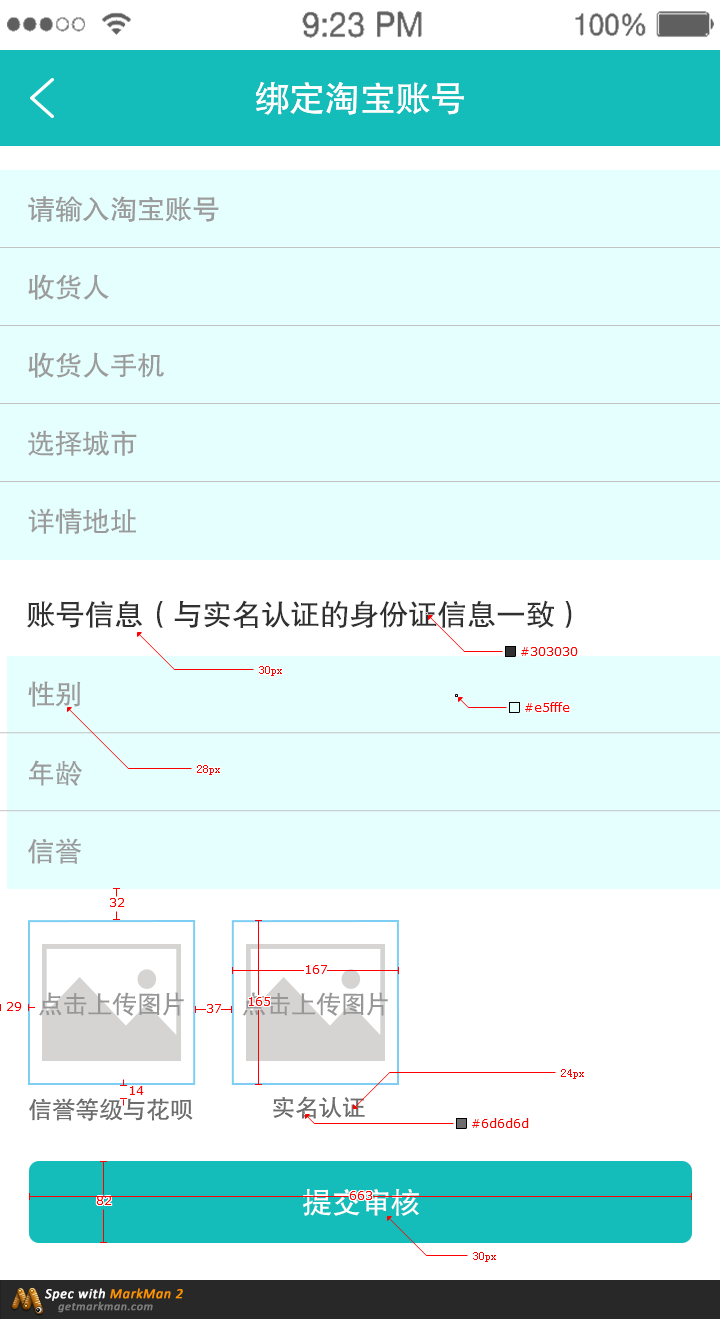 9:23 PM 100%
绑定淘宝账号
请输入淘宝账号
收货人
收货人手机
选择城市
详情地址
账号信息（与实名认证的身份证信息一致）
#303030
30px
性别
#e5fffe
28px
年龄
信誉
32
167
29
点击上传图片
37
165
点击上传图片
24px
14
信誉等级与花呗
实名认证
#6d6d6d
663
82
提交审核
30px
Spec with MarkMan 2
getmarkman.com